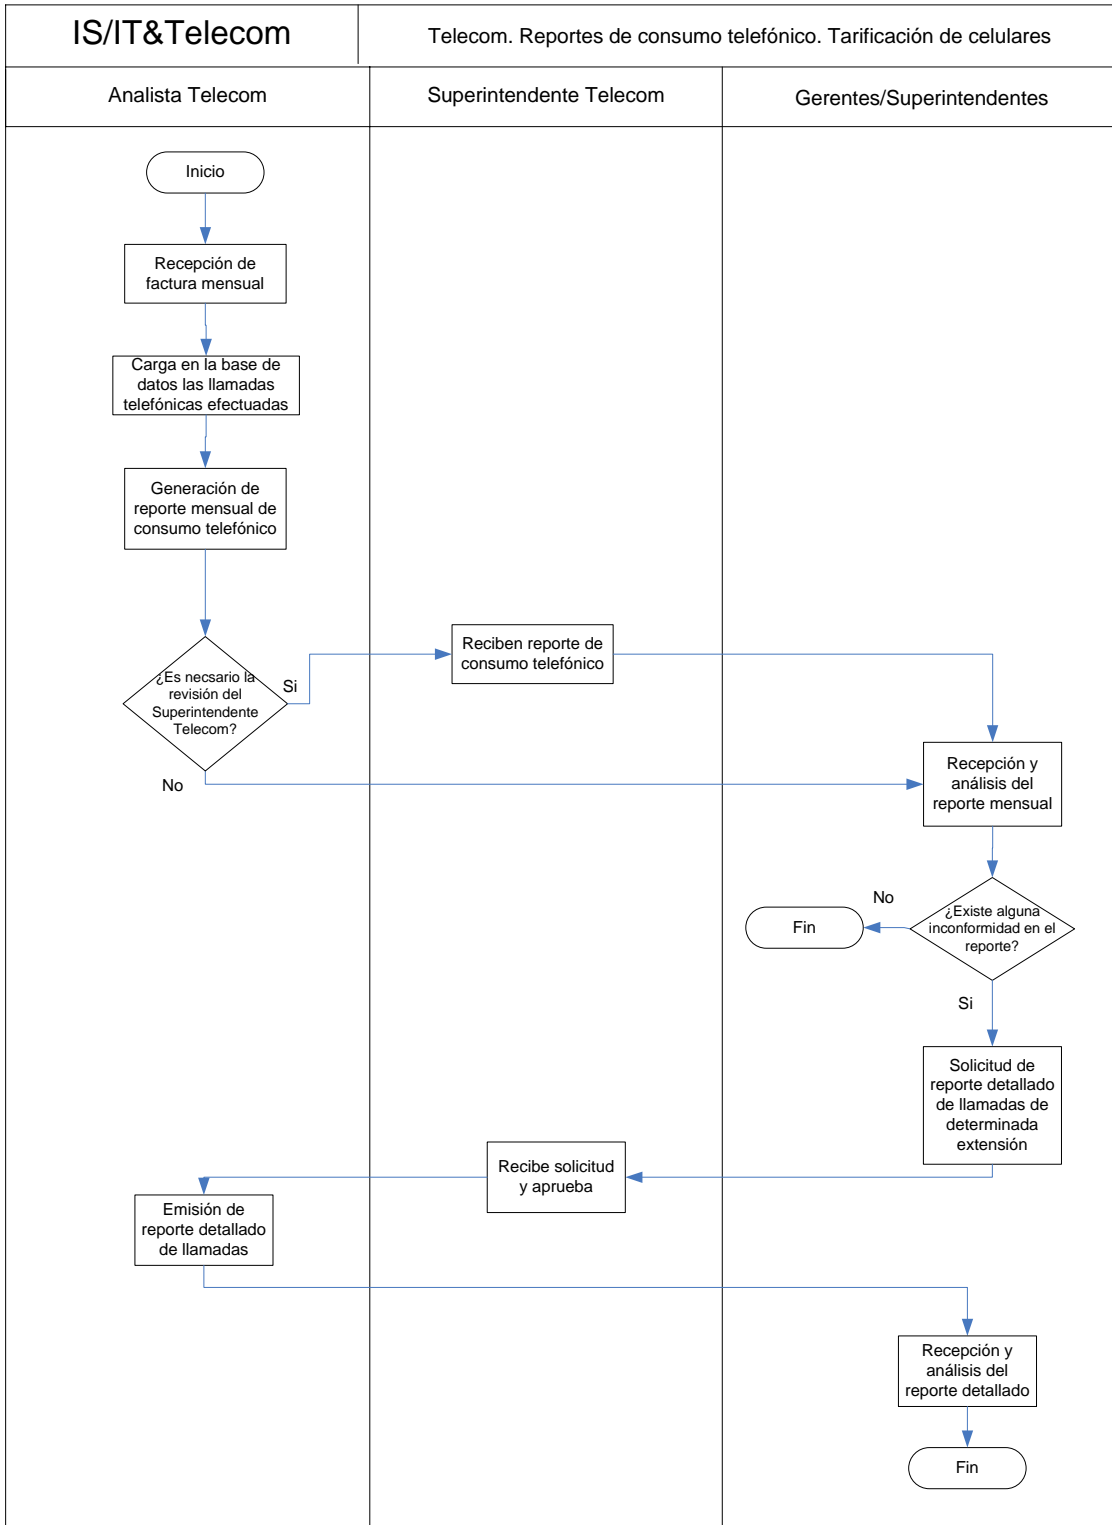 IS/IT&Telecom
Telecom. Reportes de consumo telefónico. Tarificación de celulares
Analista Telecom
Superintendente Telecom
Gerentes/Superintendentes
Inicio
Recepción de
factura mensual
Carga en la base de
datos las llamadas
telefónicas efectuadas
Generación de
reporte mensual de
consumo telefónico
¿Es necsario la
revisión del
Superintendente
Telecom?
Si
No
Reciben reporte de
consumo telefónico
Recepción y
análisis del
reporte mensual
¿Existe alguna
inconformidad en el
reporte?
No
Fin
Si
Solicitud de
reporte detallado
de llamadas de
determinada
extensión
Recibe solicitud
y aprueba
Emisión de
reporte detallado
de llamadas
Recepción y
análisis del
reporte detallado
Fin